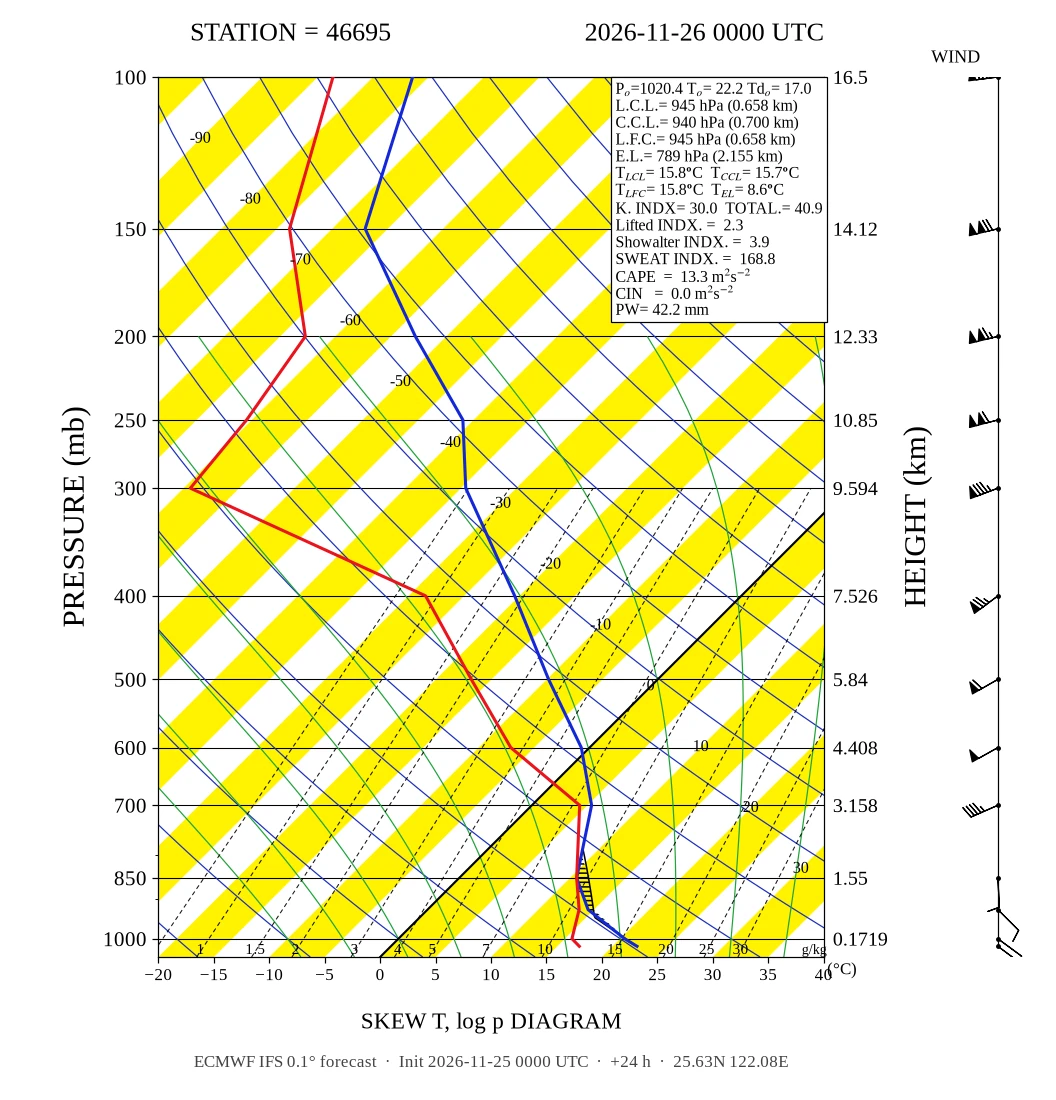 STATION = 46695
2026-11-26 0000 UTC
WIND
100
16.5
Pₒ=1020.4 Tₒ= 22.2 Tdₒ= 17.0
L.C.L.= 945 hPa (0.658 km)
C.C.L.= 940 hPa (0.700 km)
L.F.C.= 945 hPa (0.658 km)
E.L.= 789 hPa (2.155 km)
T_LCL= 15.8°C T_CCL= 15.7°C
T_LFC= 15.8°C T_EL= 8.6°C
K. INDX= 30.0 TOTAL.= 40.9
Lifted INDX. = 2.3
Showalter INDX. = 3.9
SWEAT INDX. = 168.8
CAPE = 13.3 m²s⁻²
CIN = 0.0 m²s⁻²
PW= 42.2 mm
-90
-80
150
14.12
-70
-60
200
12.33
-50
250
10.85
-40
300
9.594
-30
-20
400
7.526
-10
500
5.84
0
600
4.408
10
700
3.158
20
850
1.55
30
1000
0.1719
1 1.5 2 3 4 5 7 10 15 20 25 30 g/kg
−20 −15 −10 −5 0 5 10 15 20 25 30 35 40 (°C)
PRESSURE (mb)
HEIGHT (km)
SKEW T, log p DIAGRAM
ECMWF IFS 0.1° forecast · Init 2026-11-25 0000 UTC · +24 h · 25.63N 122.08E